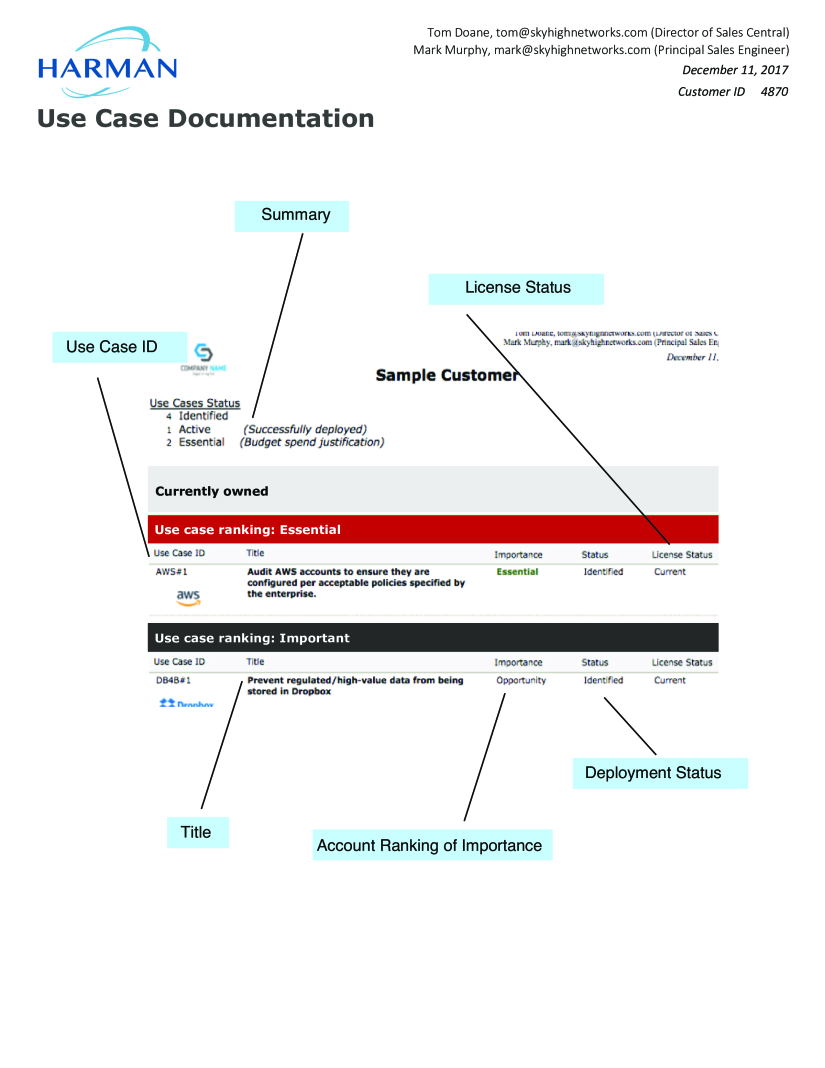 Tom Doane, tom@skyhighnetworks.com (Director of Sales Central)
Mark Murphy, mark@skyhighnetworks.com (Principal Sales Engineer)
December 11, 2017
Customer ID 4870
HARMAN
Use Case Documentation
Summary
License Status
Use Case ID
Tom Doane, tom@skyhighnetworks.com (Director of Sales C
Mark Murphy, mark@skyhighnetworks.com (Principal Sales En
December 11,
COMPANY NAME
Sample Customer
Use Cases Status
4 Identified
1 Active (Successfully deployed)
2 Essential (Budget spend justification)
Currently owned
Use case ranking: Essential
Use Case ID Title Importance Status License Status
AWS#1 Audit AWS accounts to ensure they are Essential Identified Current
configured per acceptable policies specified by
the enterprise.
aws
Use case ranking: Important
Use Case ID Title Importance Status License Status
DB4B#1 Prevent regulated/high-value data from being Opportunity Identified Current
stored in Dropbox
Dropbox
Deployment Status
Title
Account Ranking of Importance